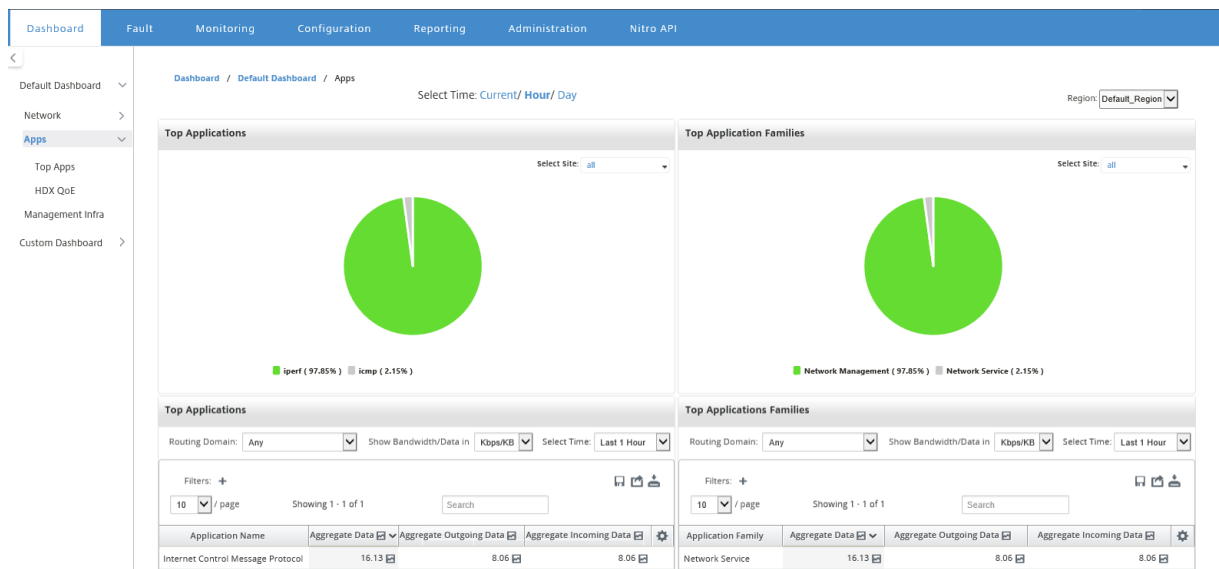 Dashboard Fault Monitoring Configuration Reporting Administration Nitro API
Default Dashboard
Network
Apps
Top Apps
HDX QoE
Management Infra
Custom Dashboard
Dashboard / Default Dashboard / Apps
Select Time: Current/ Hour/ Day
Region: Default_Region
Top Applications
Select Site: all
iperf ( 97.85% ) icmp ( 2.15% )
Top Application Families
Select Site: all
Network Management ( 97.85% ) Network Service ( 2.15% )
Top Applications
Routing Domain: Any Show Bandwidth/Data in Kbps/KB Select Time: Last 1 Hour
Filters: +
10 / page Showing 1 - 1 of 1 Search
Application Name Aggregate Data Aggregate Outgoing Data Aggregate Incoming Data
Internet Control Message Protocol 16.13 8.06 8.06
Top Applications Families
Routing Domain: Any Show Bandwidth/Data in Kbps/KB Select Time: Last 1 Hour
Filters: +
10 / page Showing 1 - 1 of 1 Search
Application Family Aggregate Data Aggregate Outgoing Data Aggregate Incoming Data
Network Service 16.13 8.06 8.06